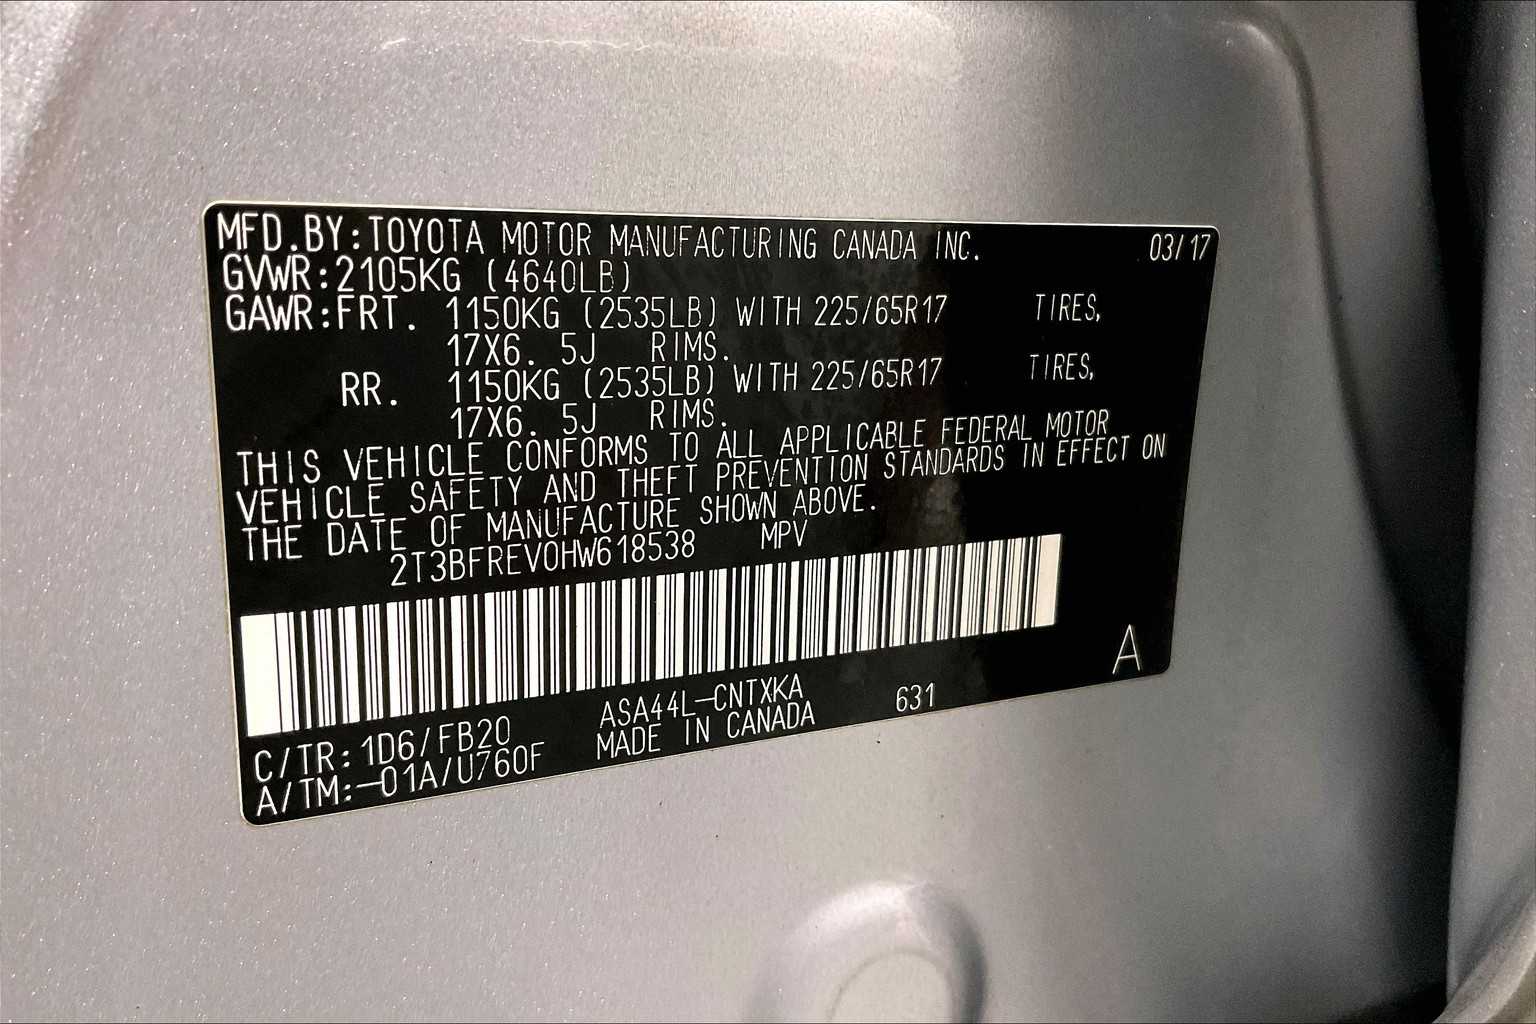 MFD.BY:TOYOTA MOTOR MANUFACTURING CANADA INC. 03/17
GVWR:2105KG (4640LB)
GAWR:FRT. 1150KG (2535LB) WITH 225/65R17 TIRES,
17X6.5J RIMS.
RR. 1150KG (2535LB) WITH 225/65R17 TIRES,
17X6.5J RIMS.
THIS VEHICLE CONFORMS TO ALL APPLICABLE FEDERAL MOTOR
VEHICLE SAFETY AND THEFT PREVENTION STANDARDS IN EFFECT ON
THE DATE OF MANUFACTURE SHOWN ABOVE.
2T3BFREV0HW618538 MPV
A
C/TR:1D6/FB20 ASA44L-CNTXKA 631
A/TM:-01A/U760F MADE IN CANADA